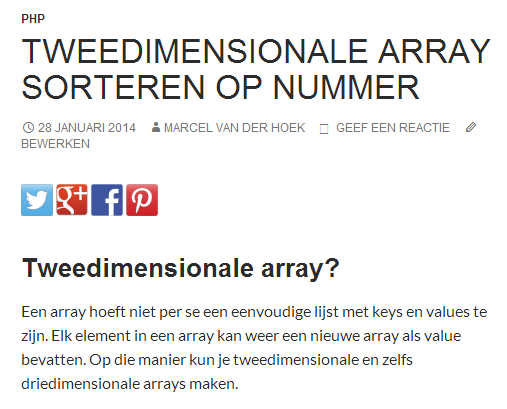 PHP
TWEEDIMENSIONALE ARRAY
SORTEREN OP NUMMER
28 JANUARI 2014 MARCEL VAN DER HOEK GEEF EEN REACTIE
BEWERKEN
g+ f
Tweedimensionale array?
Een array hoeft niet per se een eenvoudige lijst met keys en values te
zijn. Elk element in een array kan weer een nieuwe array als value
bevatten. Op die manier kun je tweedimensionale en zelfs
driedimensionale arrays maken.